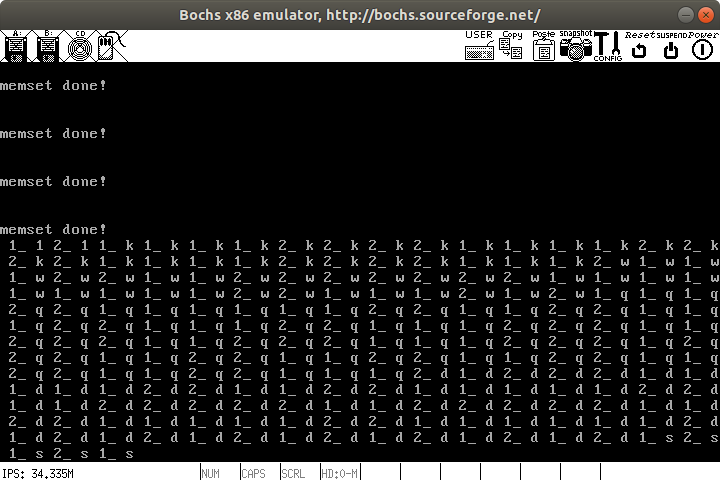 Bochs x86 emulator, http://bochs.sourceforge.net/
A: B: CD USER Copy Paste snapshot CONFIG Reset SUSPEND Power
memset done!
memset done!
memset done!
memset done!
1_ 1 2_ 1 1_ k 1_ k 1_ k 1_ k 2_ k 2_ k 2_ k 2_ k 1_ k 1_ k 1_ k 1_ k 2_ k 2_ k
2_ k 2_ k 1_ k 1_ k 1_ k 1_ k 2_ k 2_ k 2_ k 2_ k 1_ k 1_ k 1_ k 2_ w 1_ w 1_ w
1_ w 2_ w 2_ w 1_ w 1_ w 2_ w 2_ w 1_ w 1_ w 2_ w 2_ w 1_ w 1_ w 2_ w 2_ w 1_ w
1_ w 1_ w 1_ w 1_ w 2_ w 2_ w 1_ w 1_ w 1_ w 2_ w 1_ w 2_ w 1_ w 1_ q 1_ q 1_ q
2_ q 2_ q 1_ q 1_ q 2_ q 2_ q 1_ q 1_ q 2_ q 2_ q 1_ q 1_ q 2_ q 2_ q 1_ q 1_ q
1_ q 2_ q 2_ q 1_ q 1_ q 2_ q 2_ q 1_ q 1_ q 1_ q 2_ q 2_ q 2_ q 1_ q 1_ q 2_ q
2_ q 2_ q 1_ q 1_ q 1_ q 2_ q 2_ q 2_ q 1_ q 1_ q 1_ q 2_ q 2_ q 2_ q 1_ q 1_ q
2_ q 2_ q 1_ q 1_ q 2_ q 2_ q 1_ q 1_ q 2_ q 2_ q 1_ q 1_ q 1_ q 2_ q 2_ q 1_ q
1_ q 2_ q 2_ q 1_ q 1_ q 2_ q 2_ q 1_ q 1_ q 2_ d 1_ d 1_ d 1_ d 2_ d 2_ d 1_ d
1_ d 1_ d 1_ d 2_ d 2_ d 1_ d 1_ d 2_ d 2_ d 1_ d 1_ d 1_ d 1_ d 2_ d 2_ d
1_ d 1_ d 2_ d 2_ d 2_ d 1_ d 1_ d 1_ d 2_ d 2_ d 2_ d 1_ d 1_ d 1_ d 2_ d
2_ d 2_ d 1_ d 1_ d 2_ d 2_ d 1_ d 1_ d 2_ d 2_ d 1_ d 1_ d 2_ d 2_ d 1_ d
1_ d 1_ d 2_ d 1_ d 2_ d 1_ d 1_ d 2_ d 2_ d 1_ d 1_ d 2_ d 2_ d 1_ s 2_ s
1_ s 2_ s 1_ s
IPS: 34.335M NUM CAPS SCRL HD:0-M